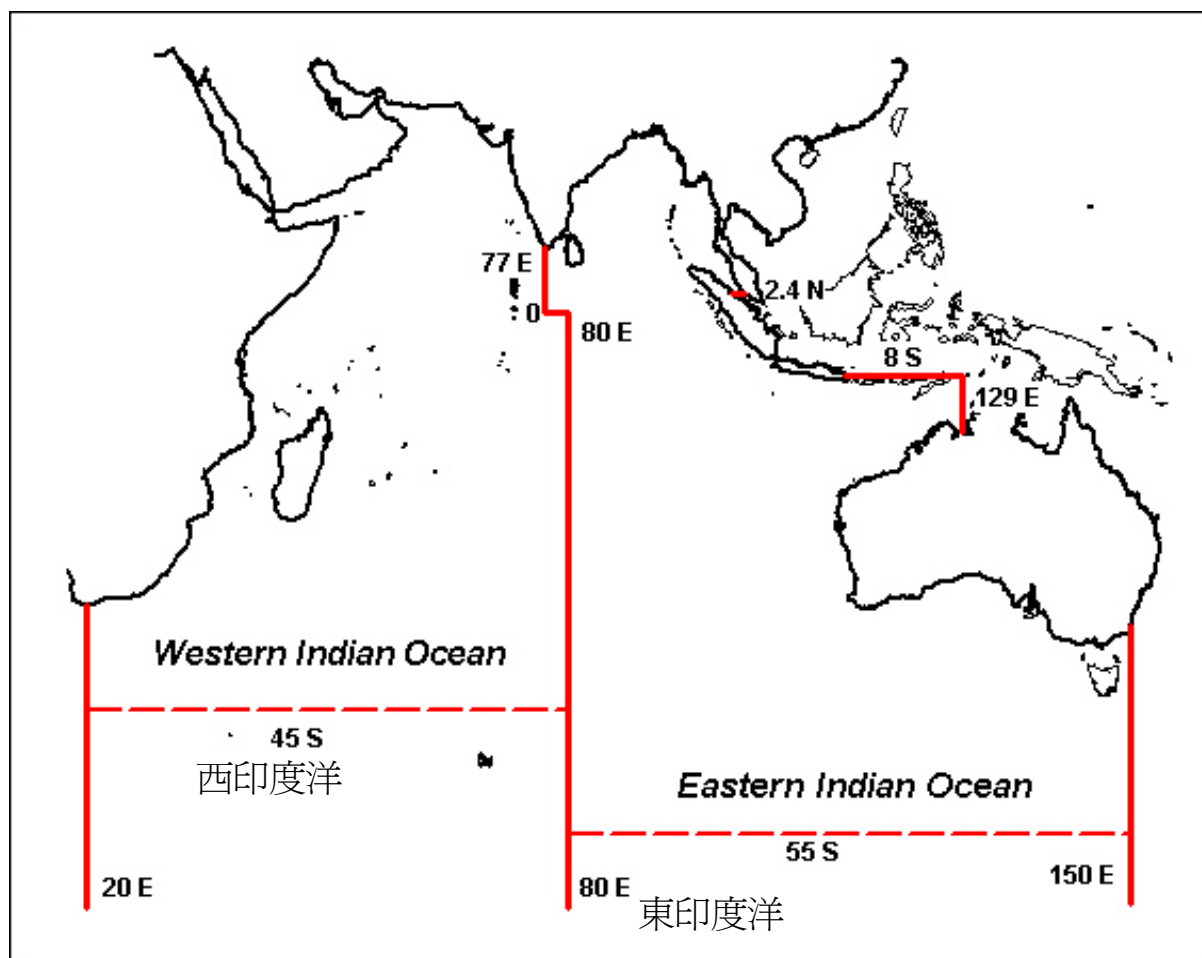 77 E
2.4 N
0
80 E
8 S
129 E
Western Indian Ocean
45 S
西印度洋
Eastern Indian Ocean
55 S
20 E
80 E
150 E
東印度洋